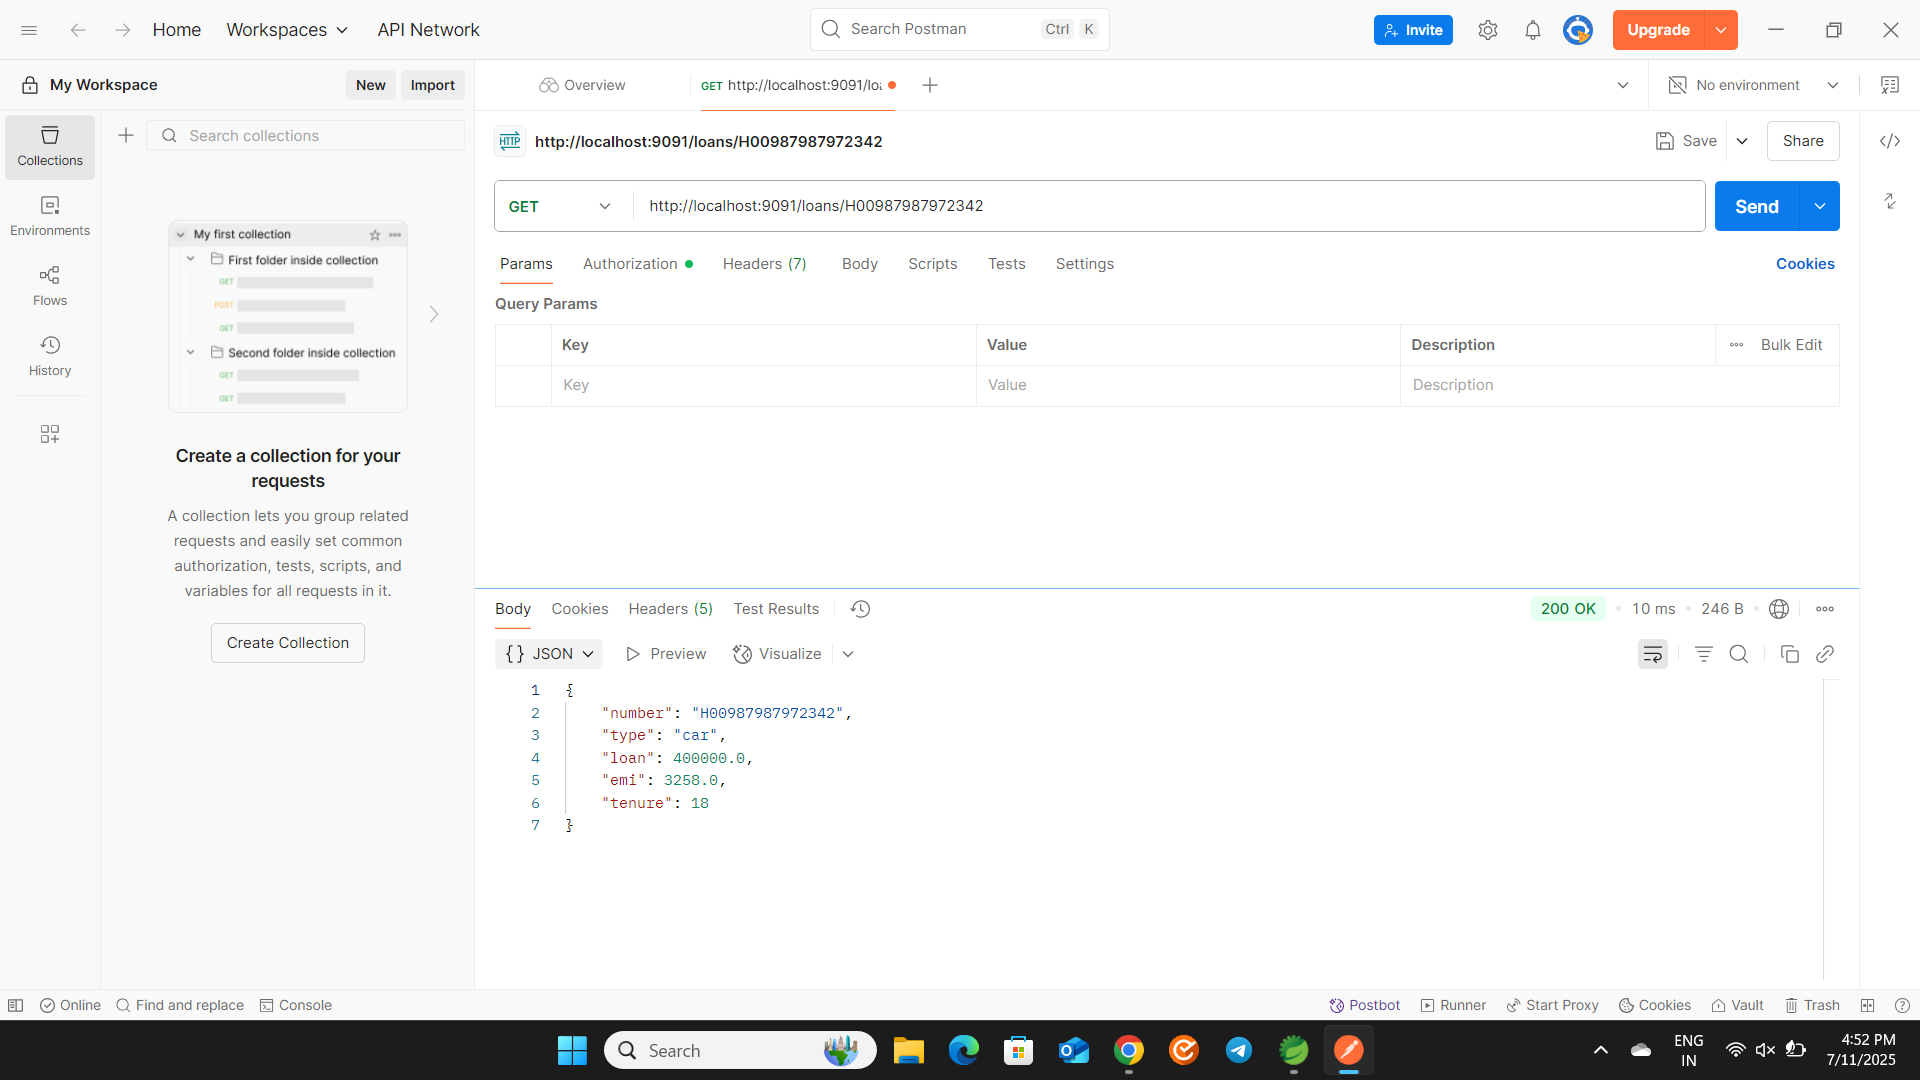 Home
Workspaces
API Network
Search Postman
Ctrl K
Invite
Upgrade
My Workspace
New
Import
Overview
GET http://localhost:9091/loa
No environment
Collections
Search collections
HTTP http://localhost:9091/loans/H00987987972342
Save
Share
Environments
GET
http://localhost:9091/loans/H00987987972342
Send
My first collection
First folder inside collection
GET
POST
GET
Second folder inside collection
GET
GET
Flows
History
Params
Authorization
Headers (7)
Body
Scripts
Tests
Settings
Cookies
Query Params
Key
Value
Description
Bulk Edit
Key
Value
Description
Create a collection for your
requests
A collection lets you group related
requests and easily set common
authorization, tests, scripts, and
variables for all requests in it.
Create Collection
Body
Cookies
Headers (5)
Test Results
200 OK
10 ms
246 B
{} JSON
Preview
Visualize
1 {
2 "number": "H00987987972342",
3 "type": "car",
4 "loan": 400000.0,
5 "emi": 3258.0,
6 "tenure": 18
7 }
Online
Find and replace
Console
Postbot
Runner
Start Proxy
Cookies
Vault
Trash
Search
ENG
IN
4:52 PM
7/11/2025